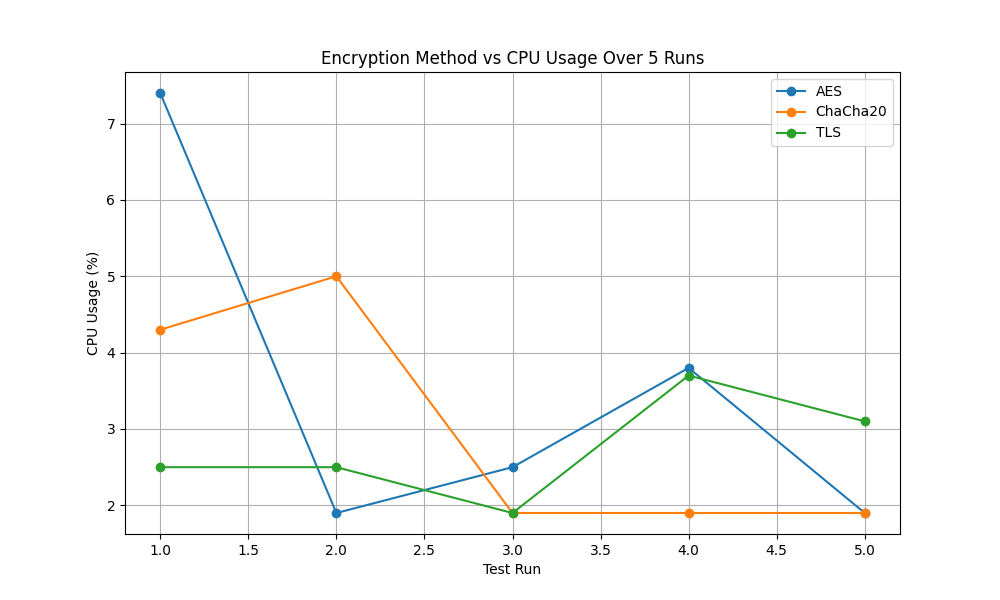 Encryption Method vs CPU Usage Over 5 Runs
AES
ChaCha20
TLS
CPU Usage (%)
7
6
5
4
3
2
1.0 1.5 2.0 2.5 3.0 3.5 4.0 4.5 5.0
Test Run